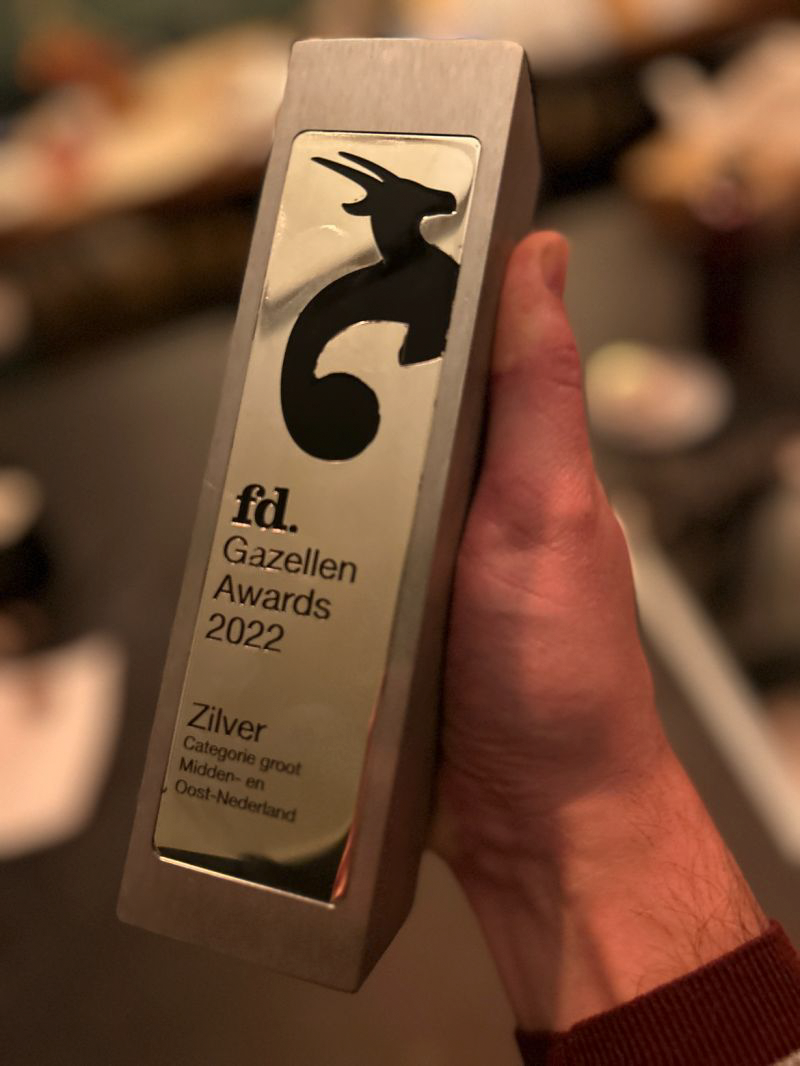 fd.
Gazellen
Awards
2022
Zilver
Categorie groot
Midden- en
Oost-Nederland